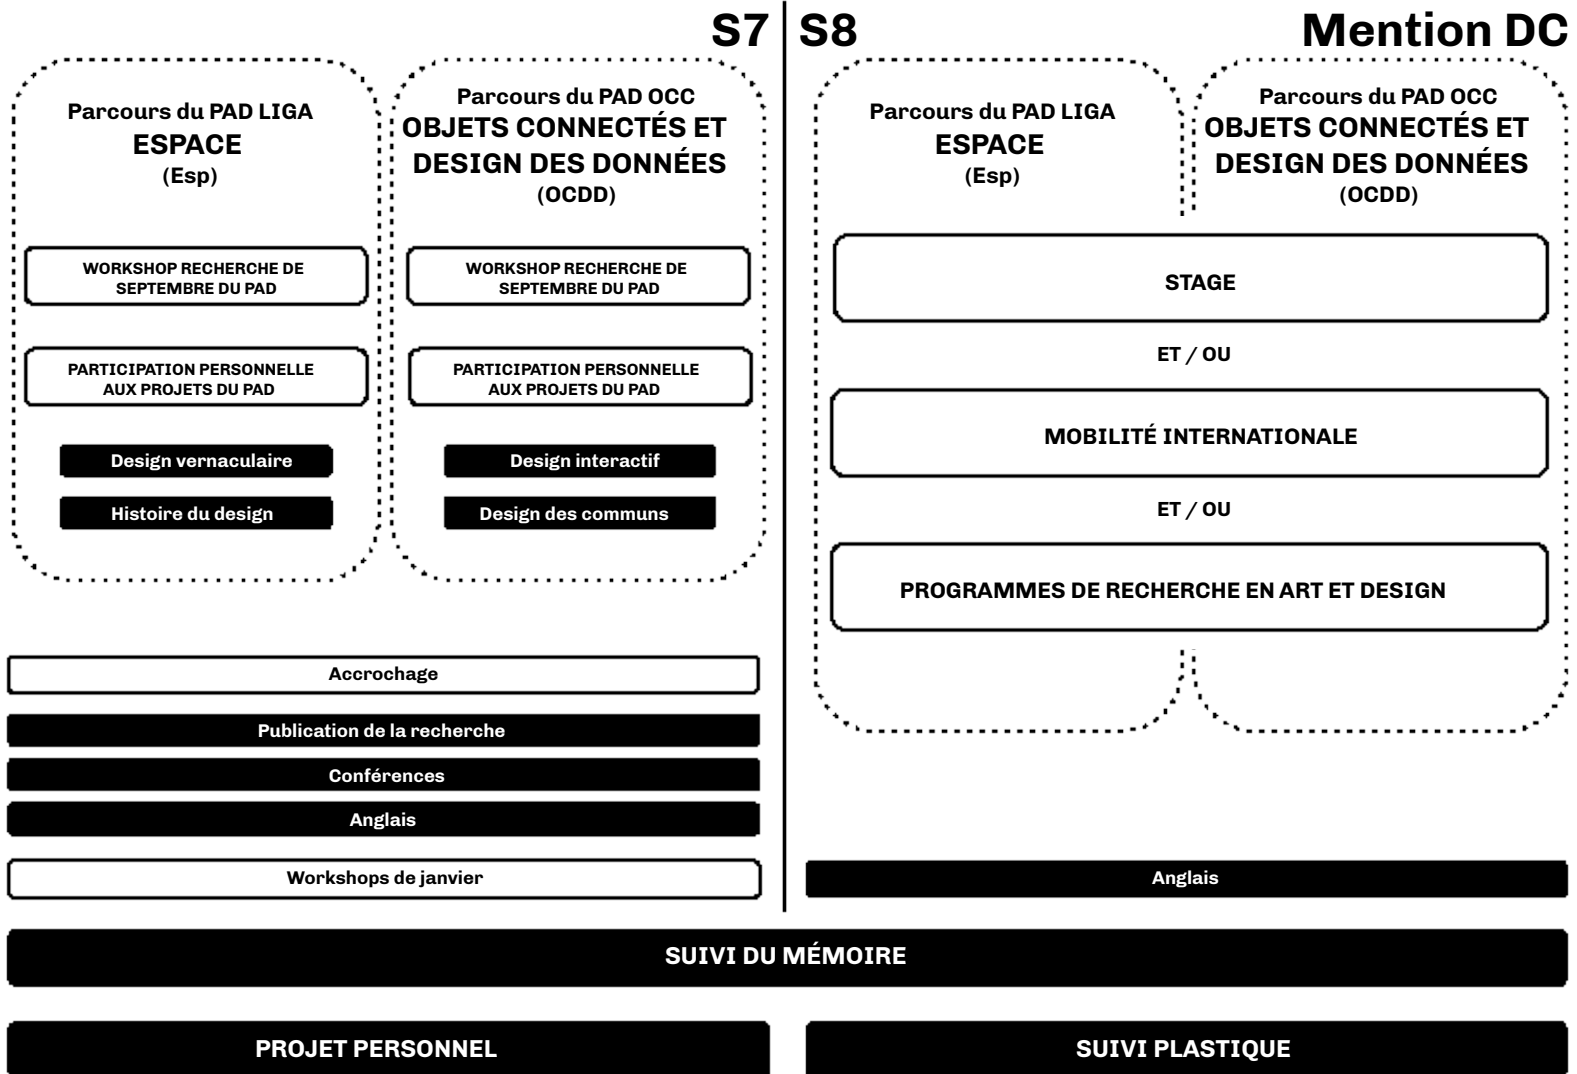 S7
S8
Mention DC
Parcours du PAD LIGA
ESPACE
(Esp)
Parcours du PAD OCC
OBJETS CONNECTÉS ET
DESIGN DES DONNÉES
(OCDD)
WORKSHOP RECHERCHE DE
SEPTEMBRE DU PAD
WORKSHOP RECHERCHE DE
SEPTEMBRE DU PAD
PARTICIPATION PERSONNELLE
AUX PROJETS DU PAD
PARTICIPATION PERSONNELLE
AUX PROJETS DU PAD
Design vernaculaire
Design interactif
Histoire du design
Design des communs
Accrochage
Publication de la recherche
Conférences
Anglais
Workshops de janvier
Parcours du PAD LIGA
ESPACE
(Esp)
Parcours du PAD OCC
OBJETS CONNECTÉS ET
DESIGN DES DONNÉES
(OCDD)
STAGE
ET / OU
MOBILITÉ INTERNATIONALE
ET / OU
PROGRAMMES DE RECHERCHE EN ART ET DESIGN
Anglais
SUIVI DU MÉMOIRE
PROJET PERSONNEL
SUIVI PLASTIQUE